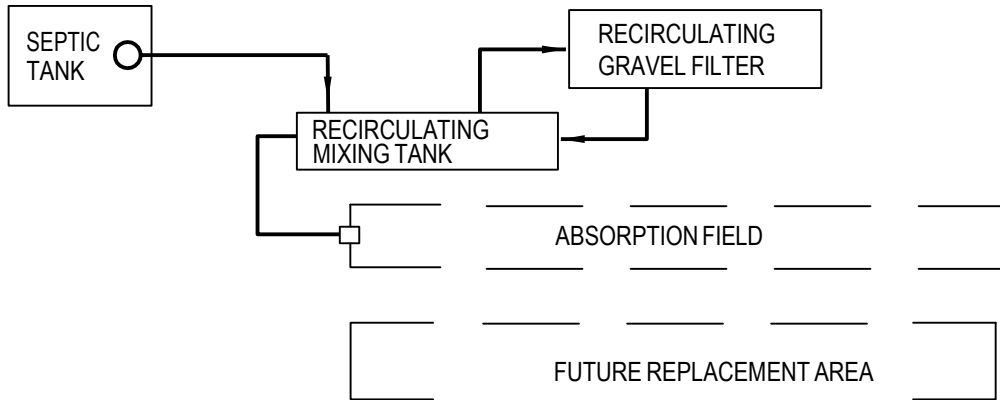 SEPTIC
TANK
RECIRCULATING
GRAVEL FILTER
RECIRCULATING
MIXING TANK
ABSORPTION FIELD
FUTURE REPLACEMENT AREA